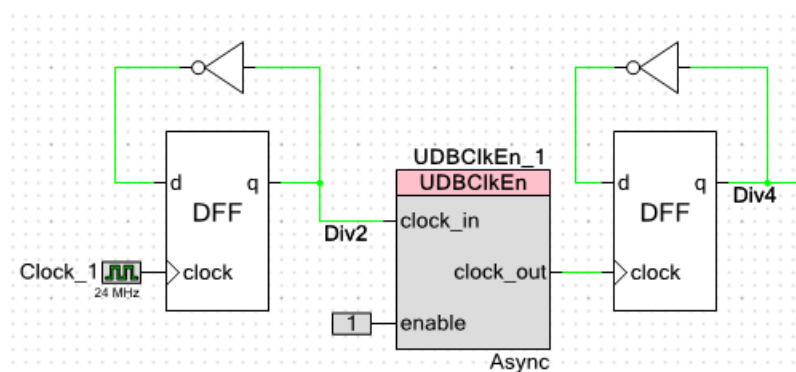 UDBClkEn_1
UDBClkEn
d
q
DFF
d
q
DFF
Div2
clock_in
Div4
Clock_1
24 MHz
clock
clock_out
clock
1
enable
Async